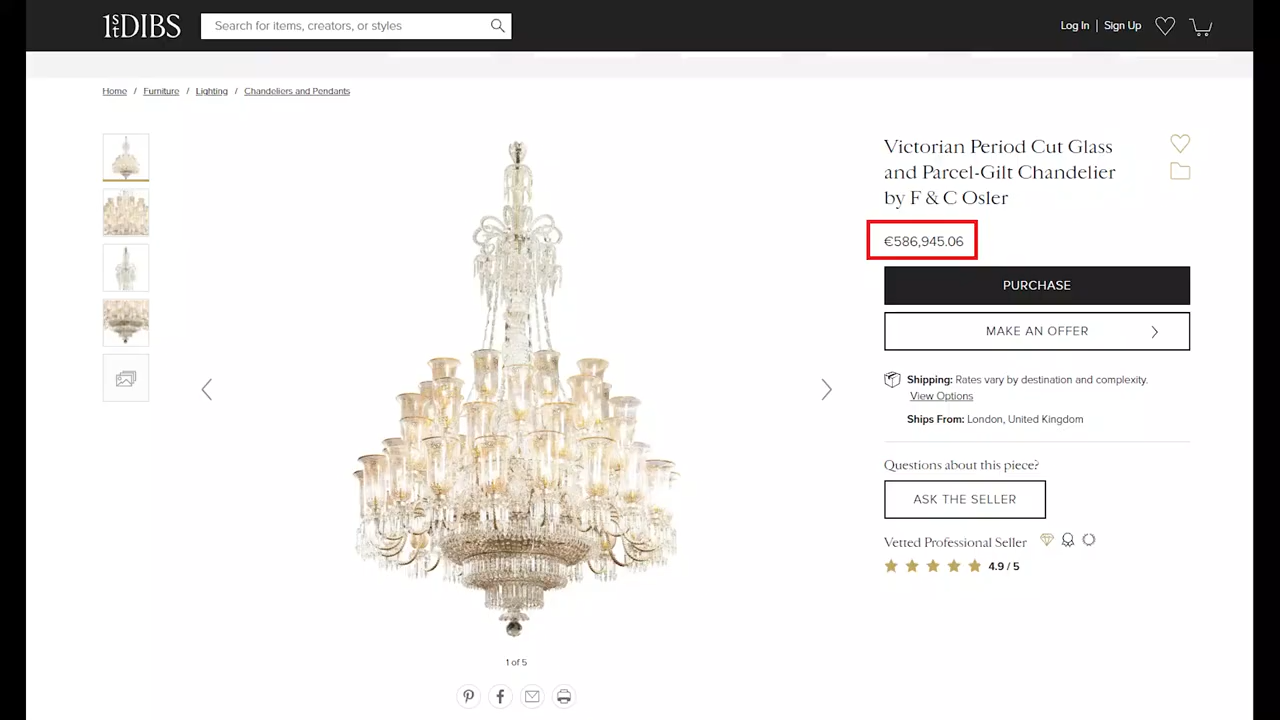 1STDIBS
Search for items, creators, or styles
Log In | Sign Up
Home / Furniture / Lighting / Chandeliers and Pendants
Victorian Period Cut Glass
and Parcel-Gilt Chandelier
by F & C Osler
€586,945.06
PURCHASE
MAKE AN OFFER
Shipping: Rates vary by destination and complexity.
View Options
Ships From: London, United Kingdom
Questions about this piece?
ASK THE SELLER
Vetted Professional Seller
4.9 / 5
1 of 5